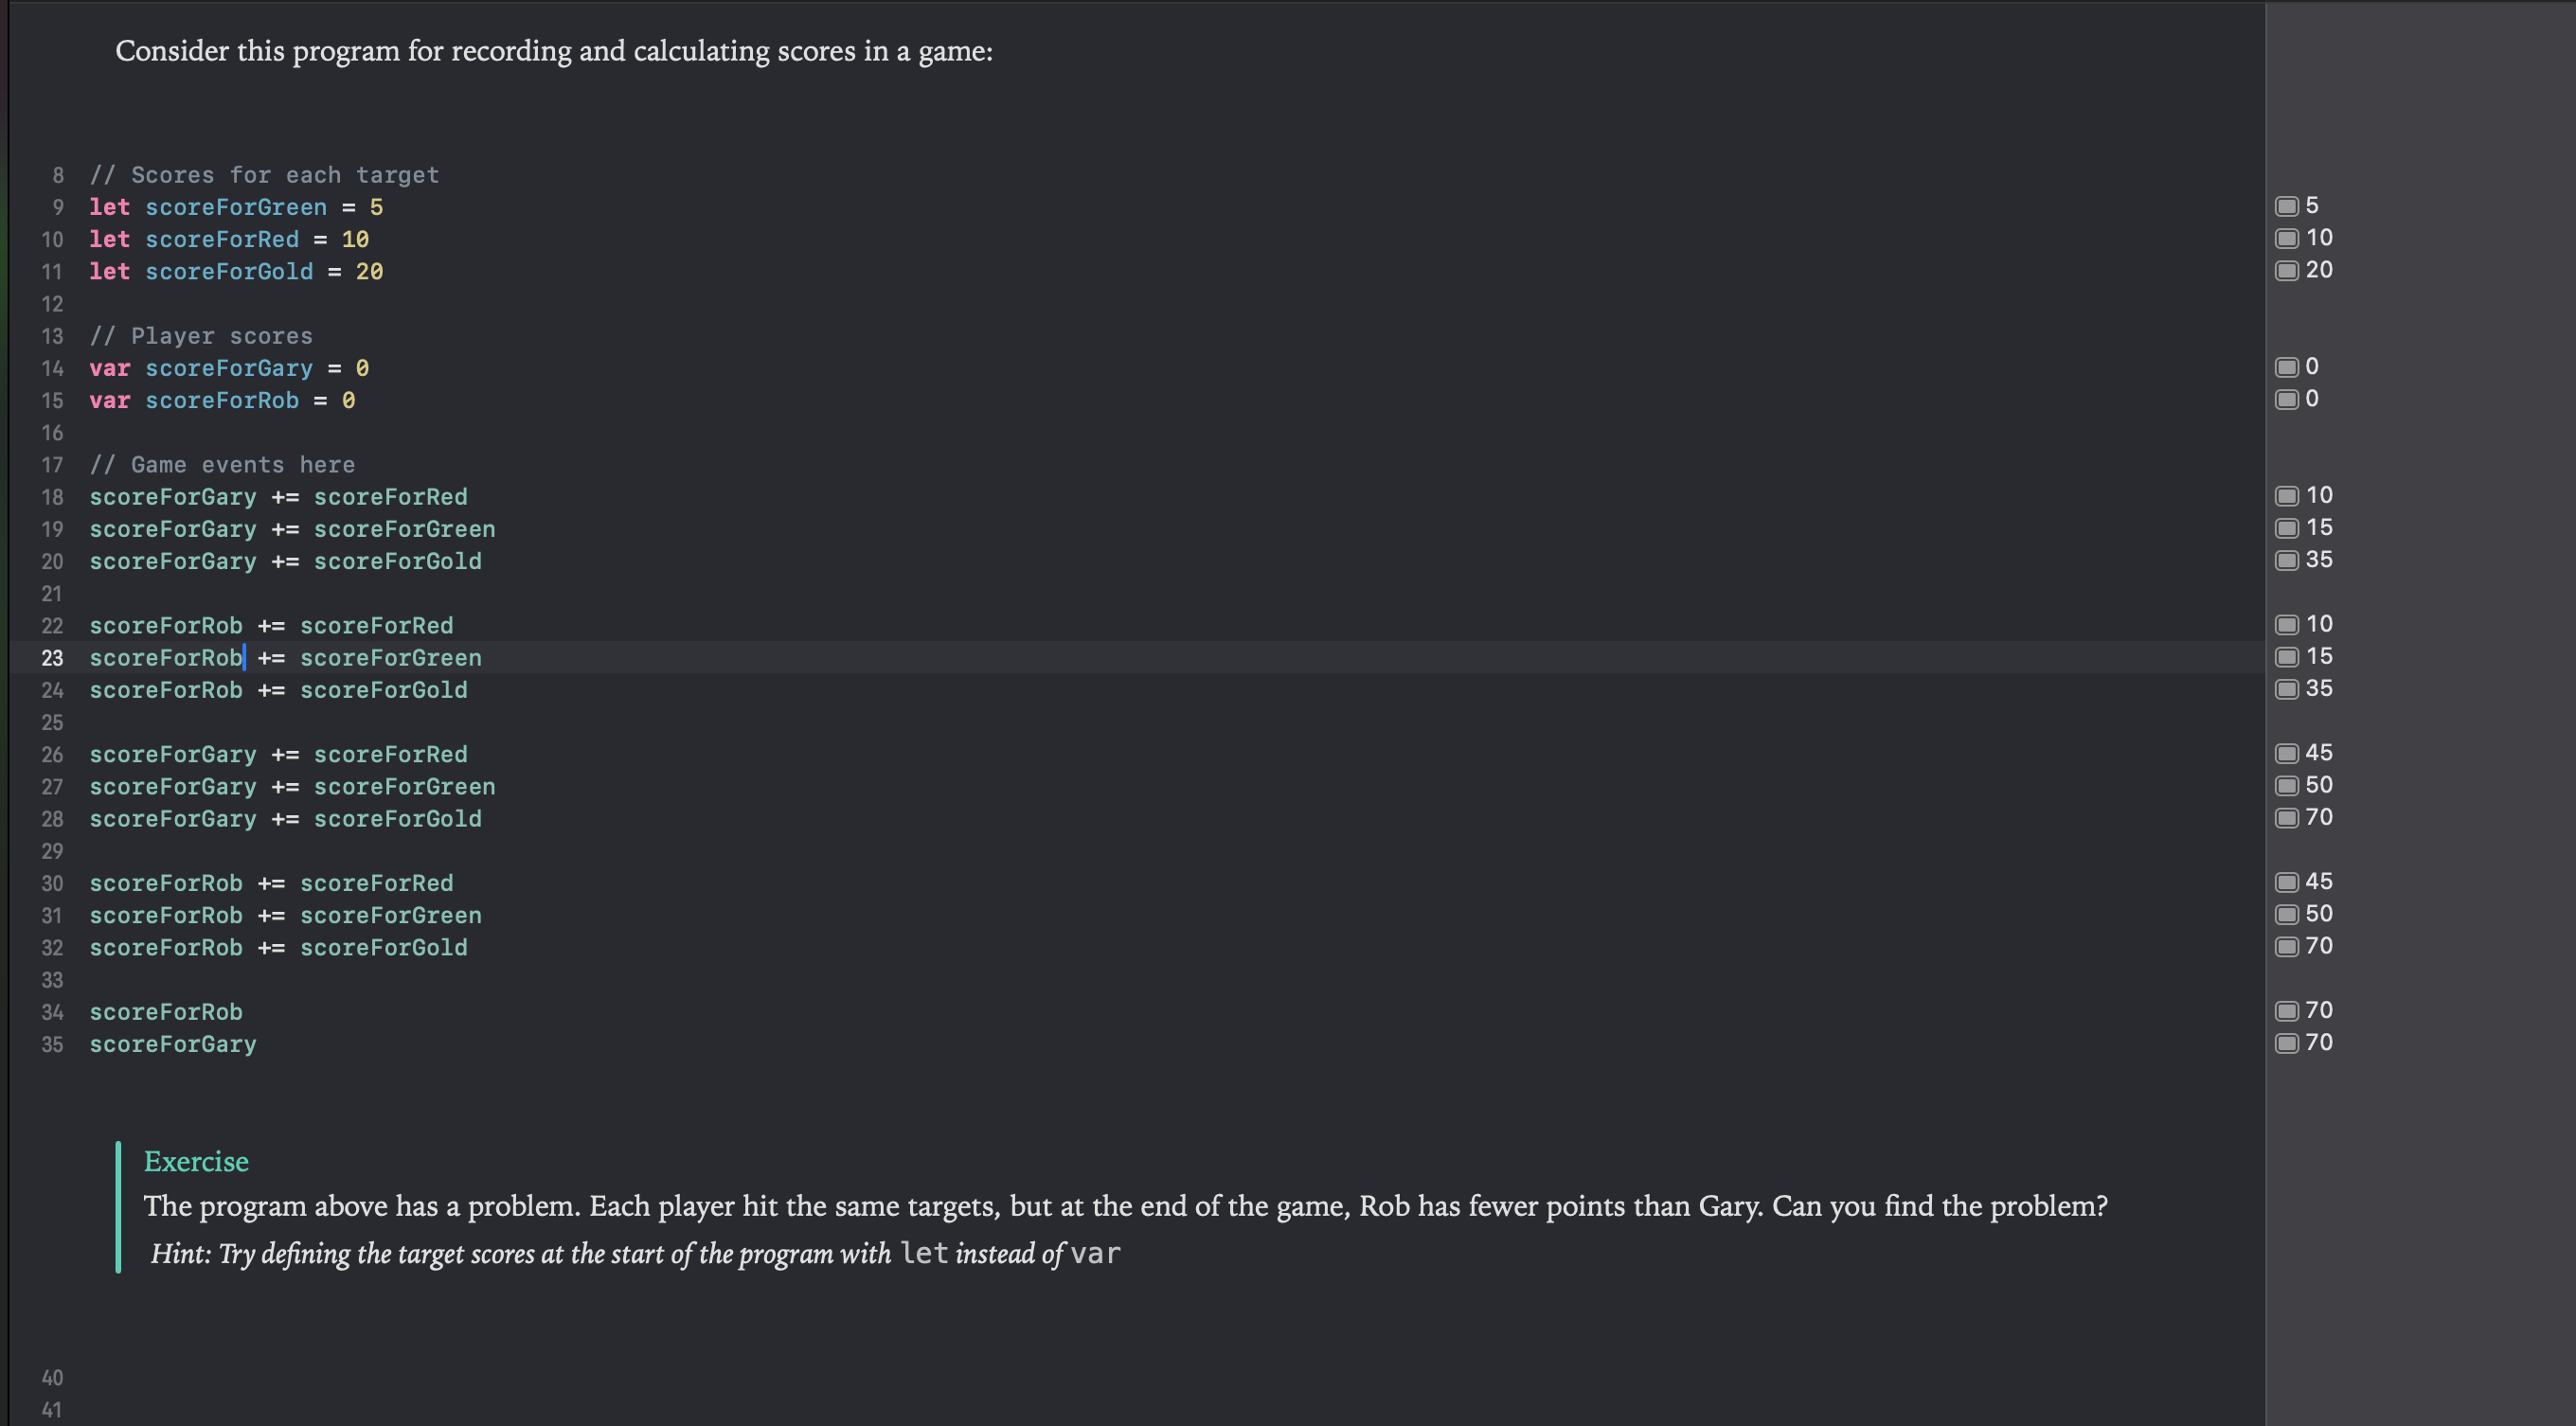 Consider this program for recording and calculating scores in a game:
8 // Scores for each target
9 let scoreForGreen = 5 5
10 let scoreForRed = 10 10
11 let scoreForGold = 20 20
12
13 // Player scores
14 var scoreForGary = 0 0
15 var scoreForRob = 0 0
16
17 // Game events here
18 scoreForGary += scoreForRed 10
19 scoreForGary += scoreForGreen 15
20 scoreForGary += scoreForGold 35
21
22 scoreForRob += scoreForRed 10
23 scoreForRob += scoreForGreen 15
24 scoreForRob += scoreForGold 35
25
26 scoreForGary += scoreForRed 45
27 scoreForGary += scoreForGreen 50
28 scoreForGary += scoreForGold 70
29
30 scoreForRob += scoreForRed 45
31 scoreForRob += scoreForGreen 50
32 scoreForRob += scoreForGold 70
33
34 scoreForRob 70
35 scoreForGary 70
Exercise
The program above has a problem. Each player hit the same targets, but at the end of the game, Rob has fewer points than Gary. Can you find the problem?
Hint: Try defining the target scores at the start of the program with let instead of var
40
41